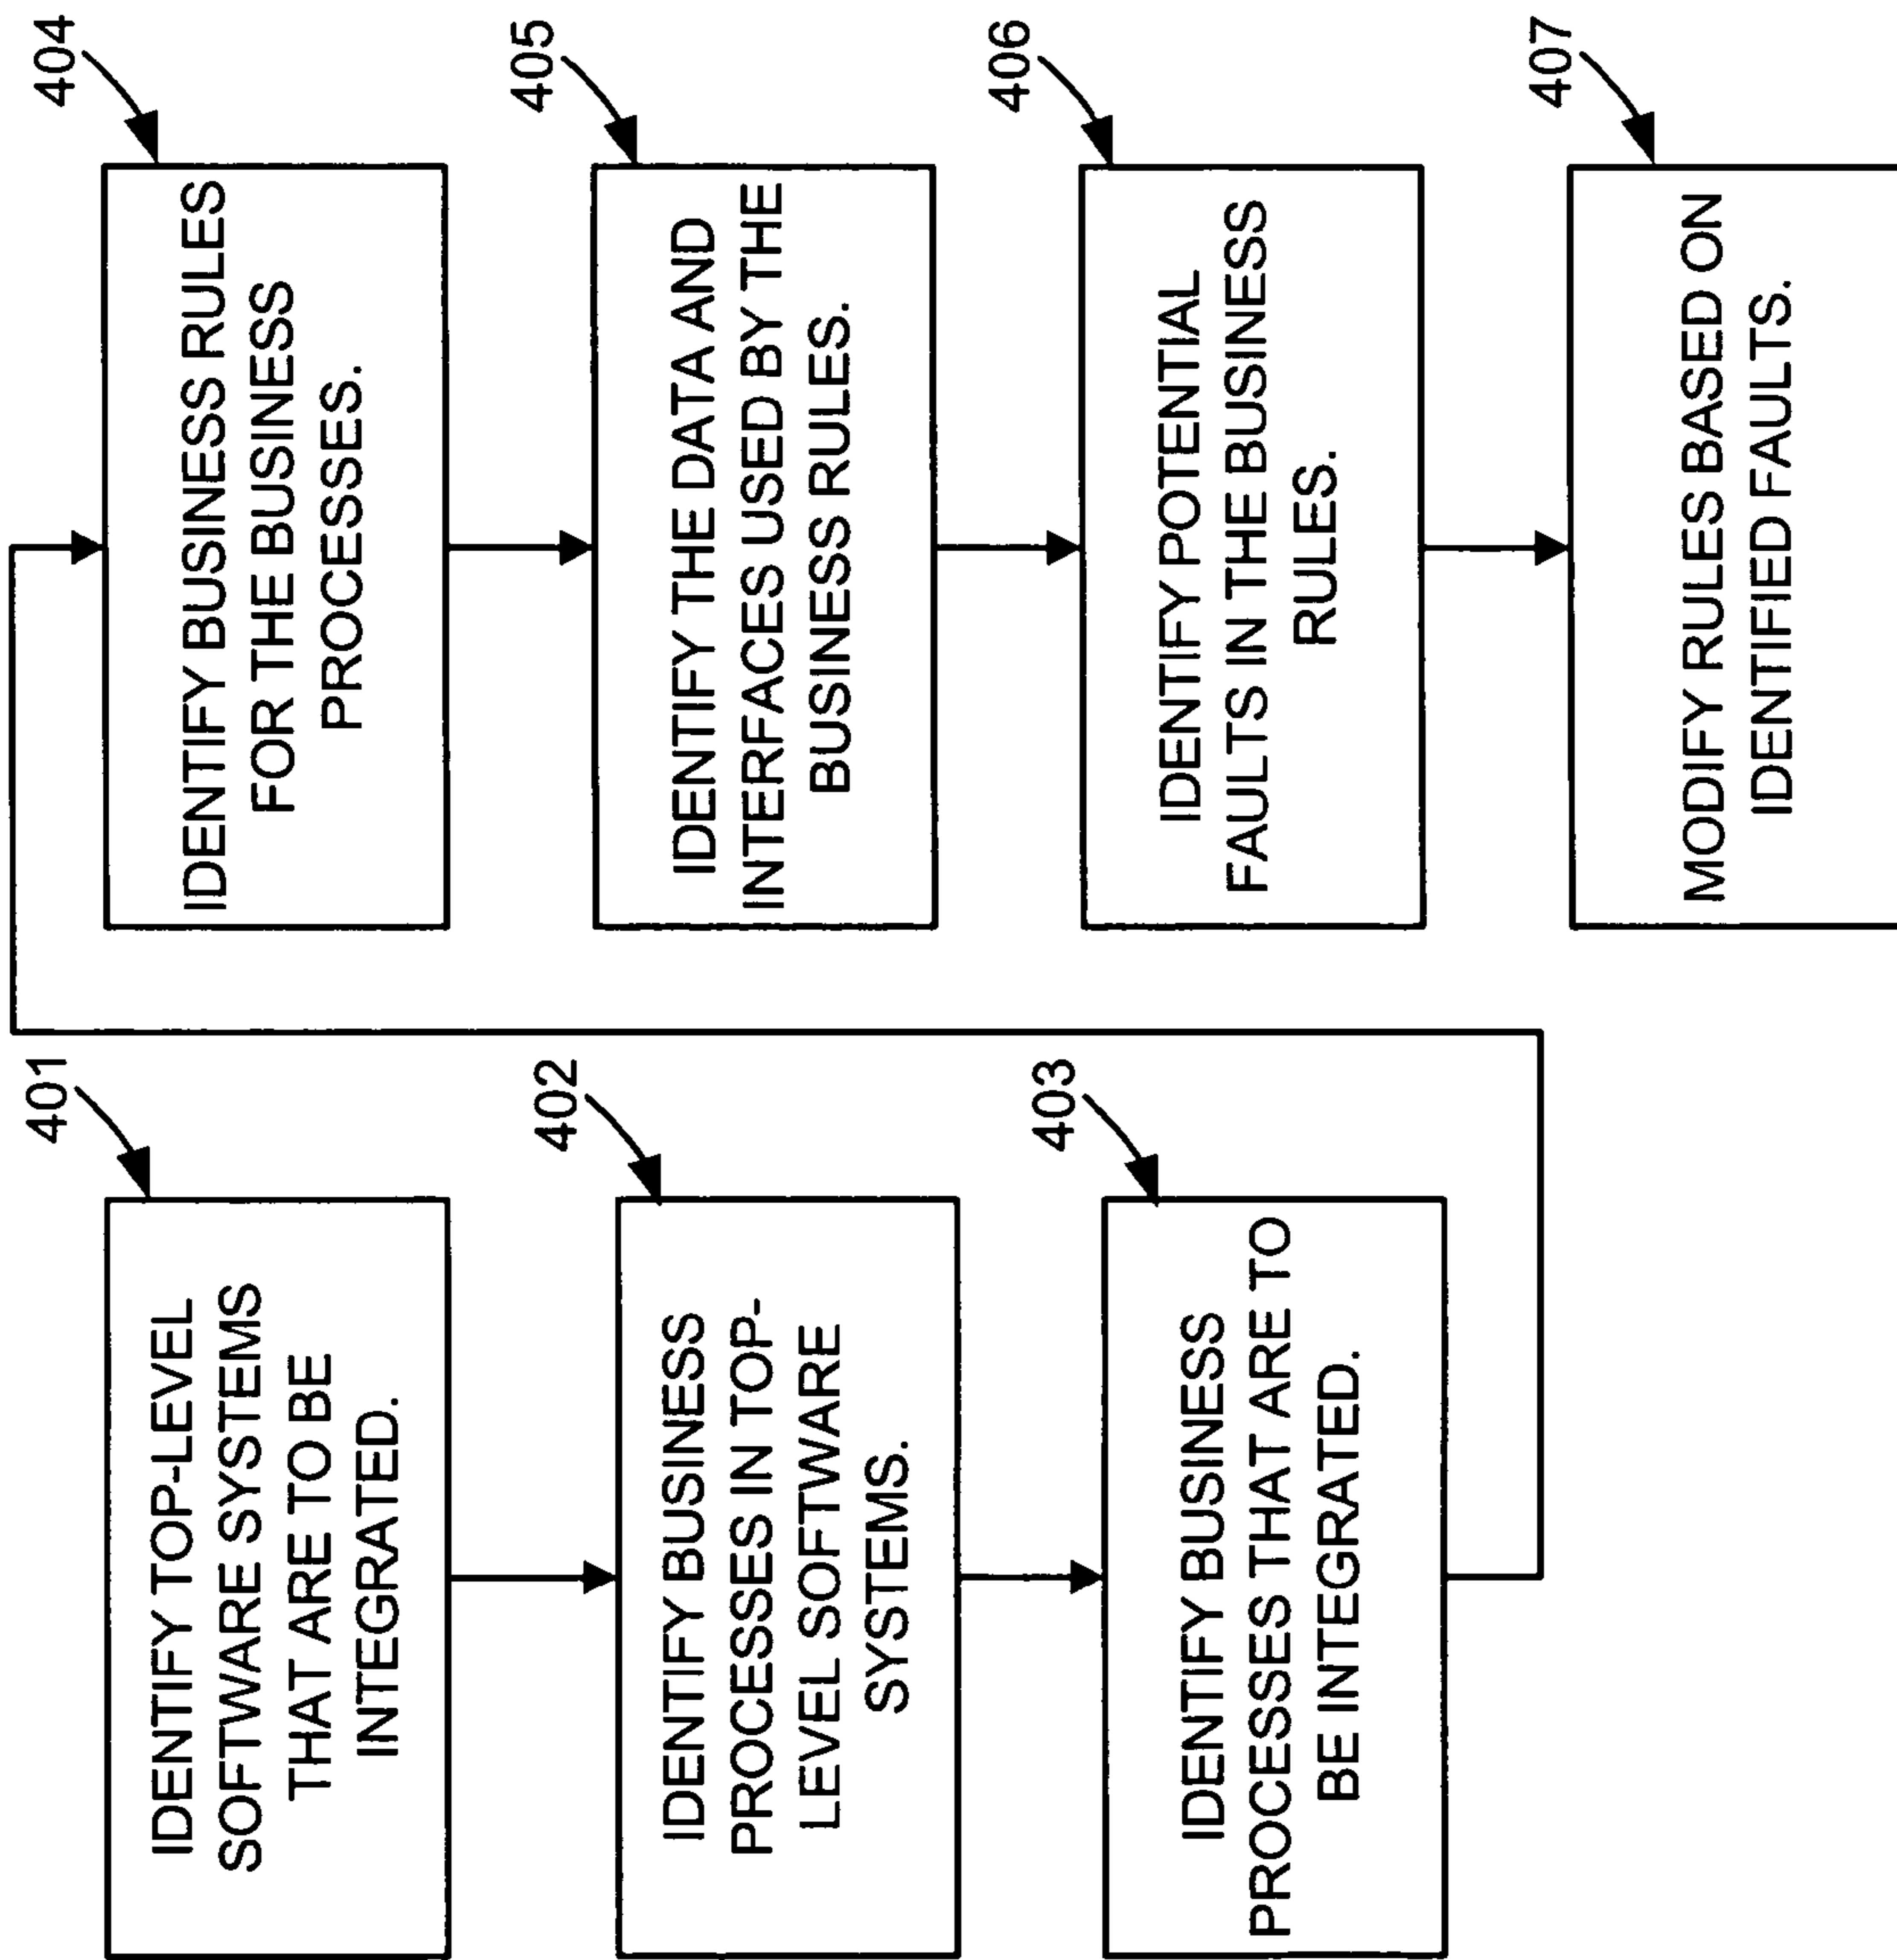 401
IDENTIFY TOP-LEVEL
SOFTWARE SYSTEMS
THAT ARE TO BE
INTEGRATED.
402
IDENTIFY BUSINESS
PROCESSES IN TOP-
LEVEL SOFTWARE
SYSTEMS.
403
IDENTIFY BUSINESS
PROCESSES THAT ARE TO
BE INTEGRATED.
404
IDENTIFY BUSINESS RULES
FOR THE BUSINESS
PROCESSES.
405
IDENTIFY THE DATA AND
INTERFACES USED BY THE
BUSINESS RULES.
406
IDENTIFY POTENTIAL
FAULTS IN THE BUSINESS
RULES.
407
MODIFY RULES BASED ON
IDENTIFIED FAULTS.